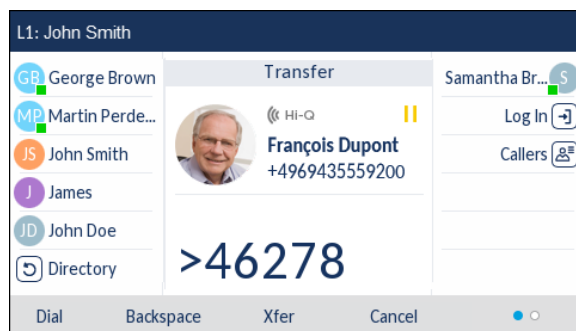 L1: John Smith
Transfer
GB George Brown
MP Martin Perde...
JS John Smith
J James
JD John Doe
Directory
Hi-Q
François Dupont
+4969435559200
>46278
Samantha Br... S
Log In
Callers
Dial Backspace Xfer Cancel